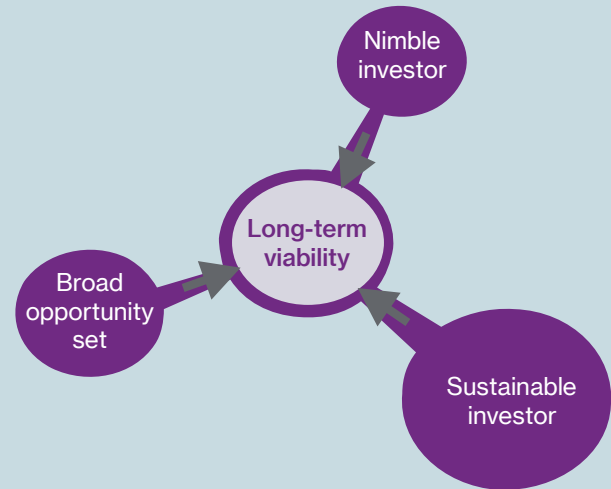 Nimble
investor
Long-term
viability
Broad
opportunity
set
Sustainable
investor